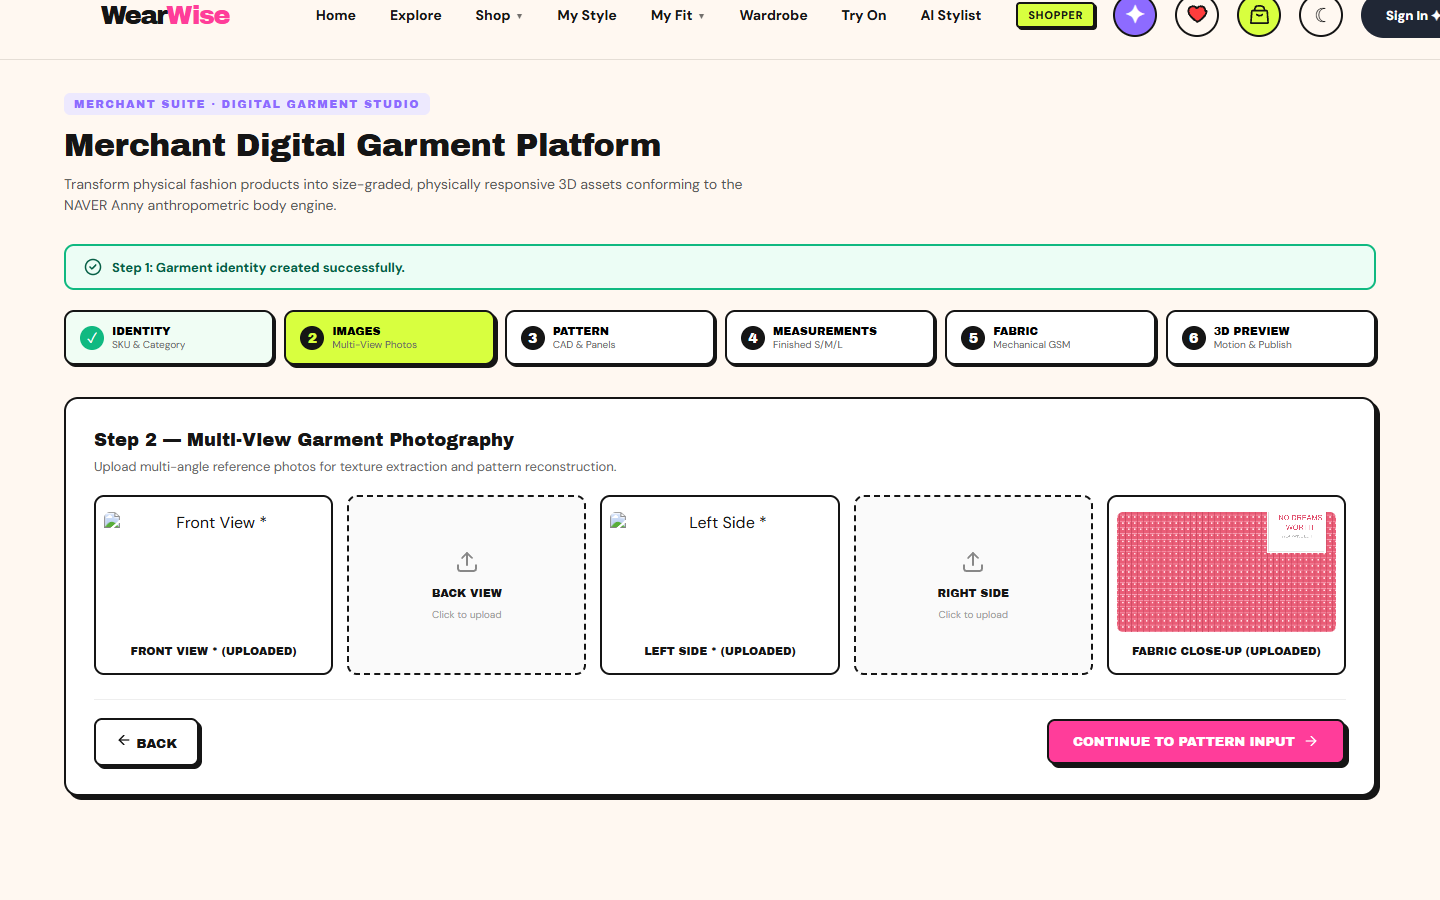 WearWise
Home
Explore
Shop
My Style
My Fit
Wardrobe
Try On
AI Stylist
SHOPPER
Sign In
MERCHANT SUITE · DIGITAL GARMENT STUDIO
Merchant Digital Garment Platform
Transform physical fashion products into size-graded, physically responsive 3D assets conforming to the
NAVER Anny anthropometric body engine.
Step 1: Garment identity created successfully.
IDENTITY
SKU & Category
2
IMAGES
Multi-View Photos
3
PATTERN
CAD & Panels
4
MEASUREMENTS
Finished S/M/L
5
FABRIC
Mechanical GSM
6
3D PREVIEW
Motion & Publish
Step 2 — Multi-View Garment Photography
Upload multi-angle reference photos for texture extraction and pattern reconstruction.
Front View *
FRONT VIEW * (UPLOADED)
BACK VIEW
Click to upload
Left Side *
LEFT SIDE * (UPLOADED)
RIGHT SIDE
Click to upload
NO DREAMS
FABRIC CLOSE-UP (UPLOADED)
BACK
CONTINUE TO PATTERN INPUT